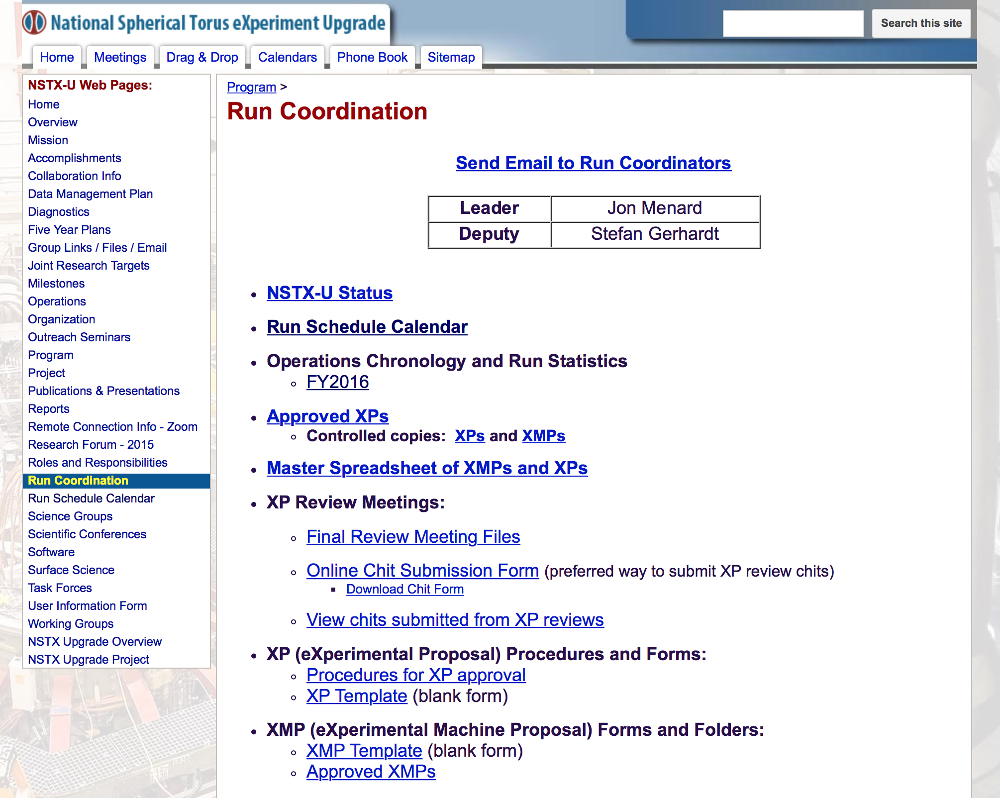 National Spherical Torus eXperiment Upgrade
Search this site
Home
Meetings
Drag & Drop
Calendars
Phone Book
Sitemap
NSTX-U Web Pages:
Home
Overview
Mission
Accomplishments
Collaboration Info
Data Management Plan
Diagnostics
Five Year Plans
Group Links / Files / Email
Joint Research Targets
Milestones
Operations
Organization
Outreach Seminars
Program
Project
Publications & Presentations
Reports
Remote Connection Info - Zoom
Research Forum - 2015
Roles and Responsibilities
Run Coordination
Run Schedule Calendar
Science Groups
Scientific Conferences
Software
Surface Science
Task Forces
User Information Form
Working Groups
NSTX Upgrade Overview
NSTX Upgrade Project
Program >
Run Coordination
Send Email to Run Coordinators
Leader Jon Menard
Deputy Stefan Gerhardt
NSTX-U Status
Run Schedule Calendar
Operations Chronology and Run Statistics
FY2016
Approved XPs
Controlled copies: XPs and XMPs
Master Spreadsheet of XMPs and XPs
XP Review Meetings:
Final Review Meeting Files
Online Chit Submission Form (preferred way to submit XP review chits)
Download Chit Form
View chits submitted from XP reviews
XP (eXperimental Proposal) Procedures and Forms:
Procedures for XP approval
XP Template (blank form)
XMP (eXperimental Machine Proposal) Forms and Folders:
XMP Template (blank form)
Approved XMPs